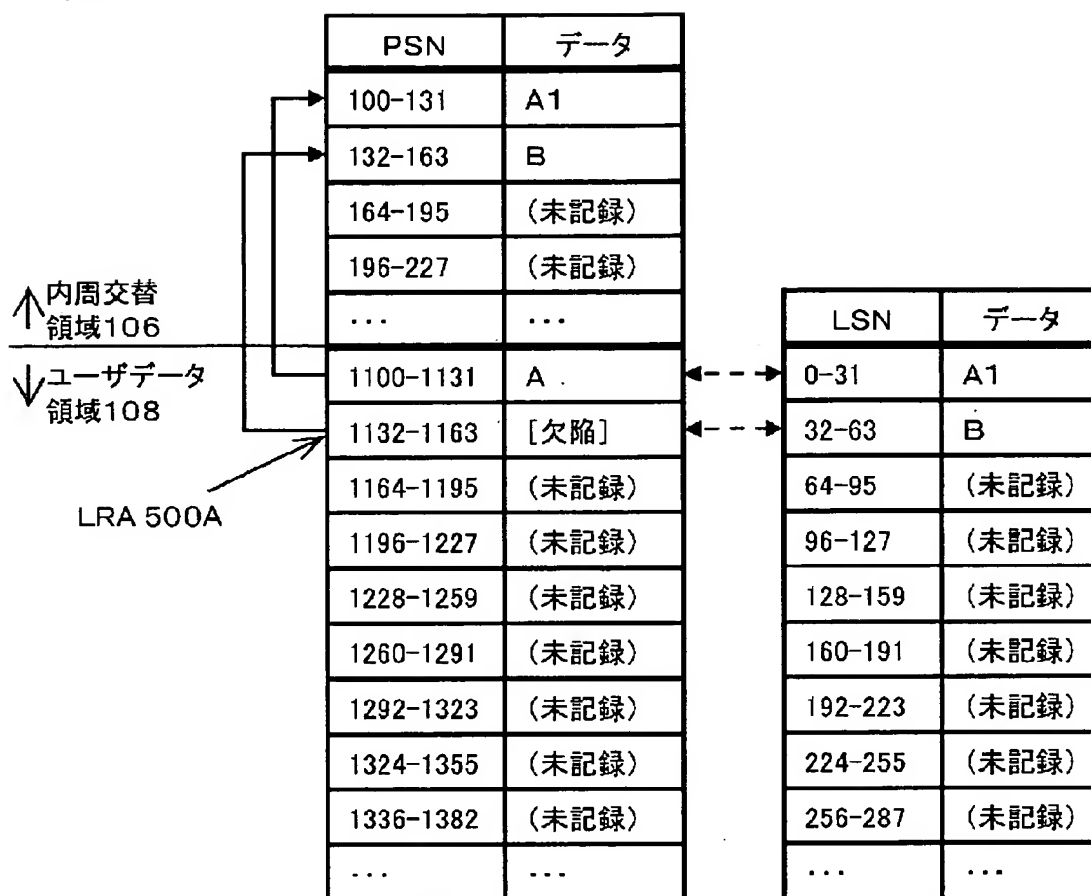 PSN データ
100-131 A1
132-163 B
164-195 (未記録)
196-227 (未記録)
... ...
内周交替
領域106
ユーザデータ
領域108
1100-1131 A
1132-1163 [欠陥]
1164-1195 (未記録)
1196-1227 (未記録)
1228-1259 (未記録)
1260-1291 (未記録)
1292-1323 (未記録)
1324-1355 (未記録)
1336-1382 (未記録)
... ...
LRA 500A
LSN データ
0-31 A1
32-63 B
64-95 (未記録)
96-127 (未記録)
128-159 (未記録)
160-191 (未記録)
192-223 (未記録)
224-255 (未記録)
256-287 (未記録)
... ...